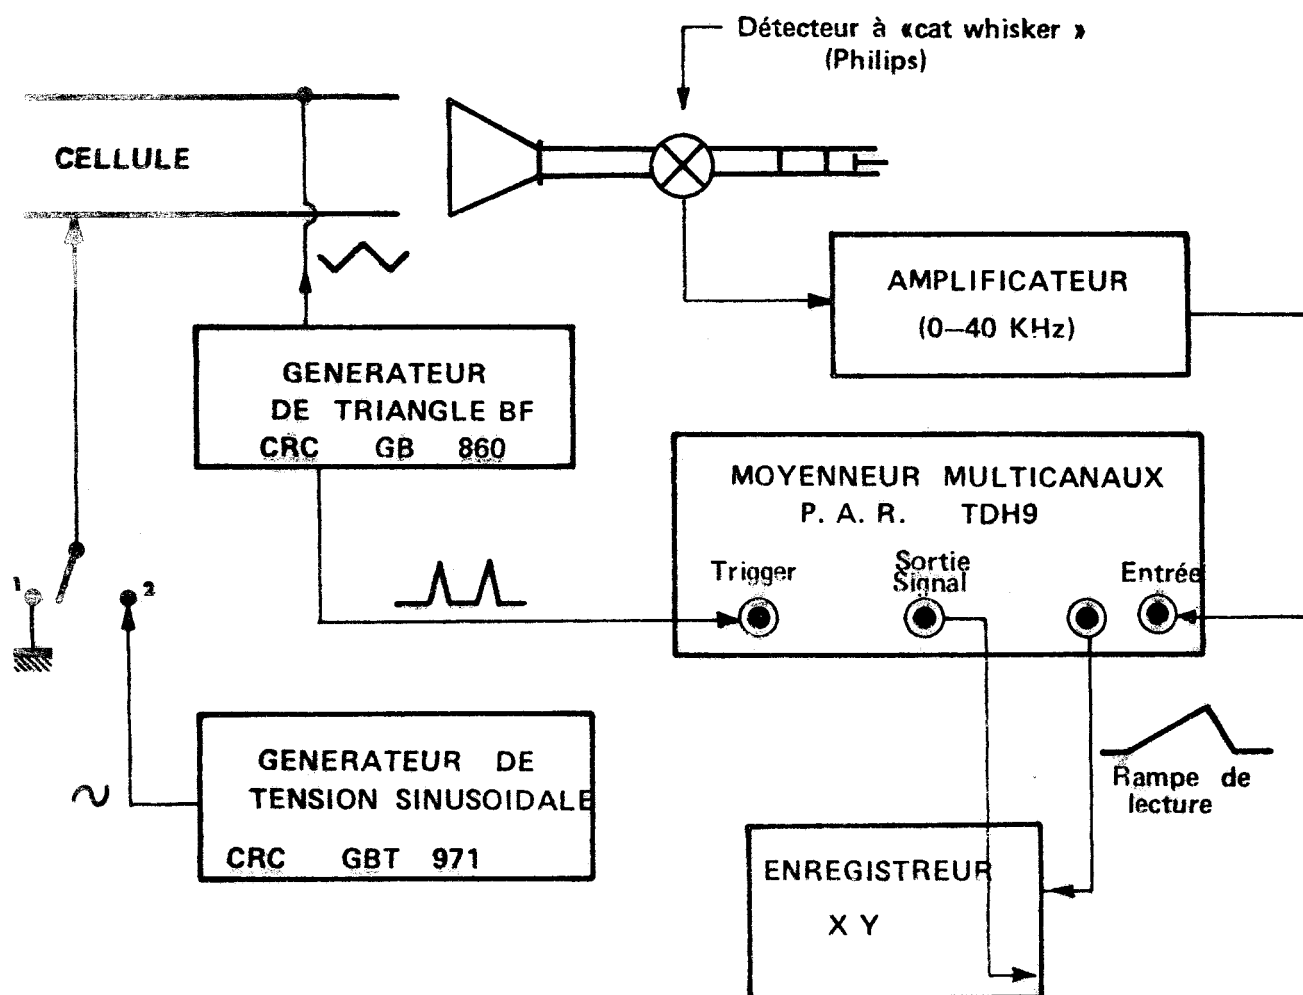 Détecteur à «cat whisker »
(Philips)
CELLULE
AMPLIFICATEUR
(0–40 KHz)
GENERATEUR
DE TRIANGLE BF
CRC GB 860
MOYENNEUR MULTICANAUX
P. A. R. TDH9
Trigger
Sortie
Signal
Entrée
1
2
GENERATEUR DE
TENSION SINUSOIDALE
CRC GBT 971
Rampe de
lecture
ENREGISTREUR
X Y